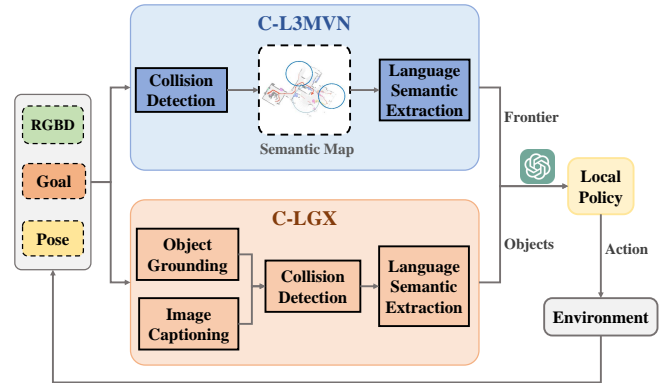 C-L3MVN
Collision
Detection
Semantic Map
Language
Semantic
Extraction
RGBD
Goal
Pose
Frontier
Objects
Local
Policy
Action
Environment
C-LGX
Object
Grounding
Image
Captioning
Collision
Detection
Language
Semantic
Extraction